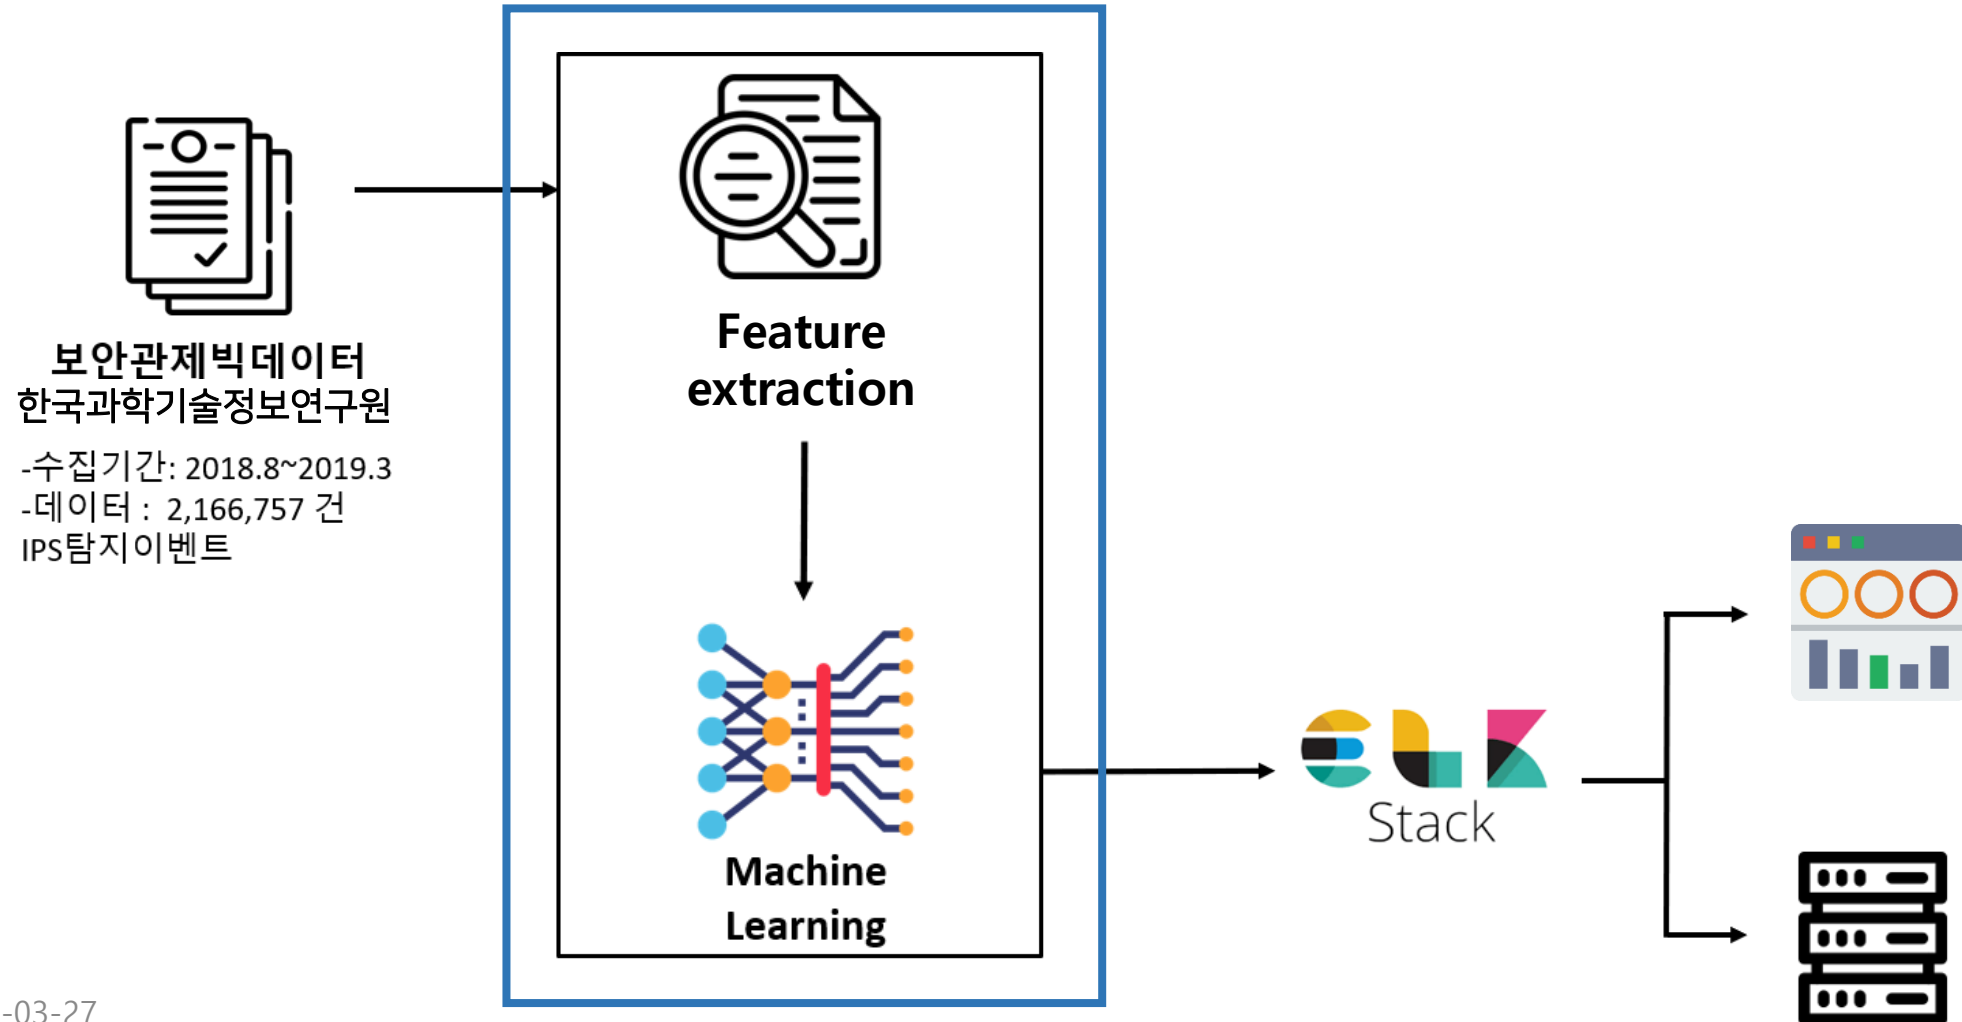 보안관제빅데이터
한국과학기술정보연구원
-수집기간: 2018.8~2019.3
-데이터 : 2,166,757 건
IPS탐지이벤트
Feature
extraction
Machine
Learning
ELK
Stack
-03-27